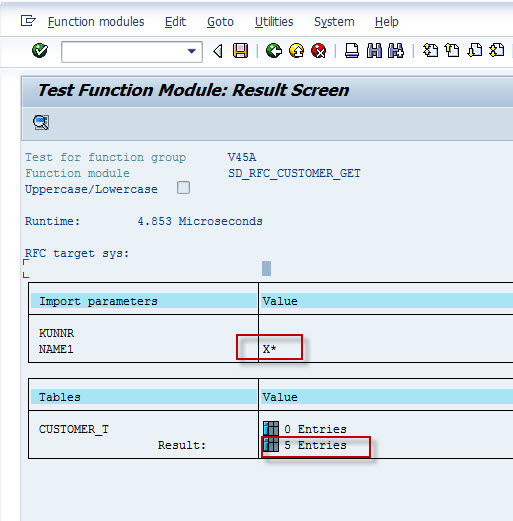 Function modules Edit Goto Utilities System Help
Test Function Module: Result Screen
Test for function group V45A
Function module SD_RFC_CUSTOMER_GET
Uppercase/Lowercase
Runtime: 4.853 Microseconds
RFC target sys:
Import parameters Value
KUNNR
NAME1 X*
Tables Value
CUSTOMER_T 0 Entries
Result: 5 Entries